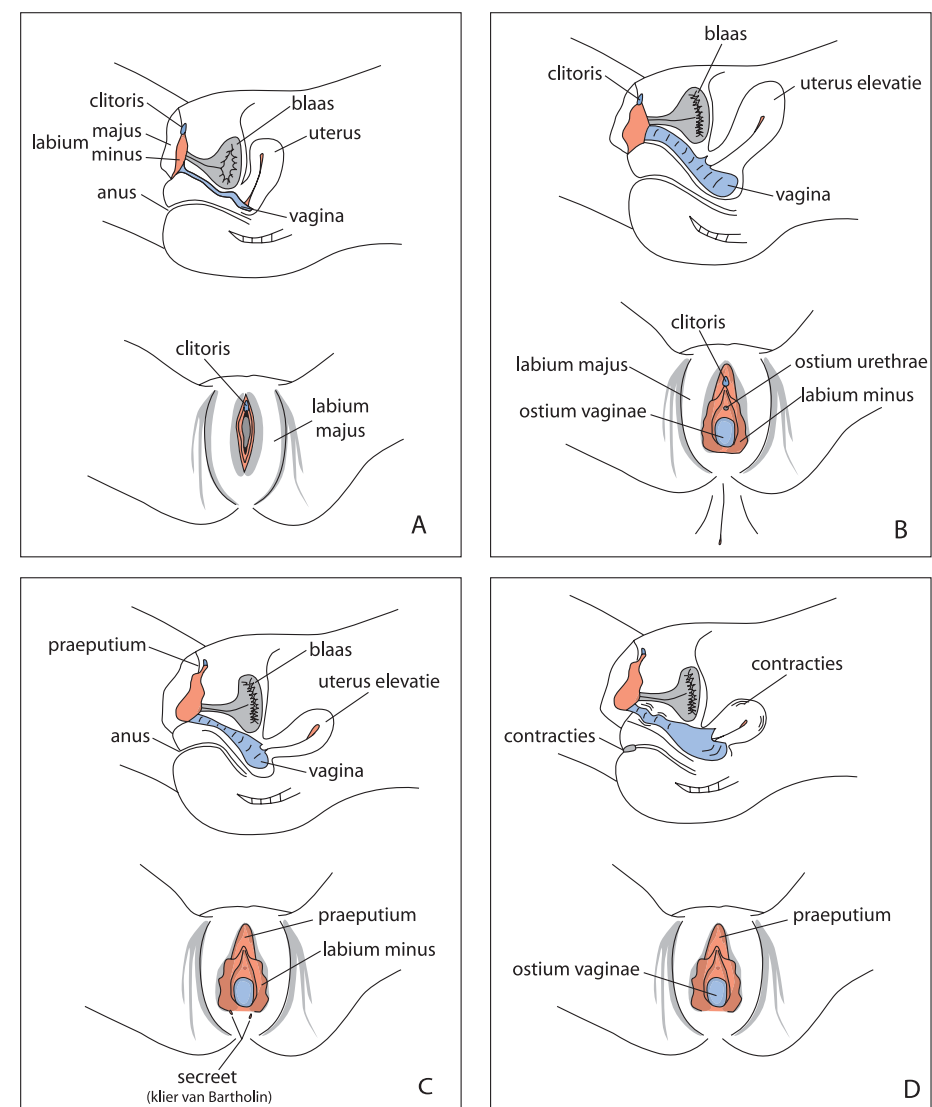 clitoris
majus
labium
minus
anus
blaas
uterus
vagina
clitoris
labium
majus
A
blaas
clitoris
uterus elevatie
vagina
clitoris
labium majus
ostium urethrae
labium minus
ostium vaginae
B
praeputium
blaas
uterus elevatie
anus
vagina
praeputium
labium minus
secreet
(klier van Bartholin)
C
contracties
contracties
praeputium
ostium vaginae
D